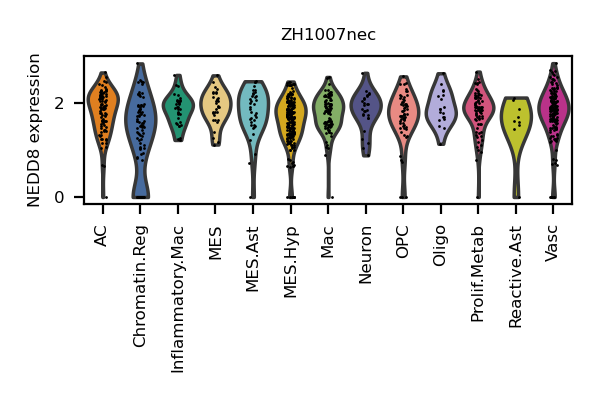 ZH1007nec
NEDD8 expression
2
0
AC
Chromatin.Reg
Inflammatory.Mac
MES
MES.Ast
MES.Hyp
Mac
Neuron
OPC
Oligo
Prolif.Metab
Reactive.Ast
Vasc